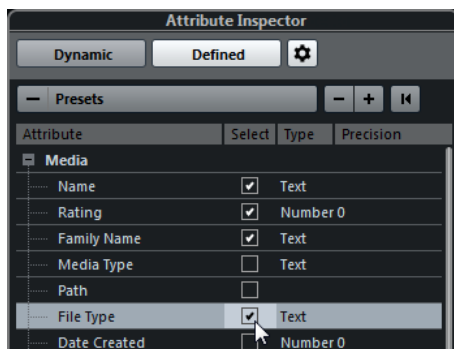 Attribute Inspector
Dynamic Defined
Presets
Attribute Select Type Precision
Media
Name Text
Rating Number 0
Family Name Text
Media Type Text
Path
File Type Text
Date Created Number 0